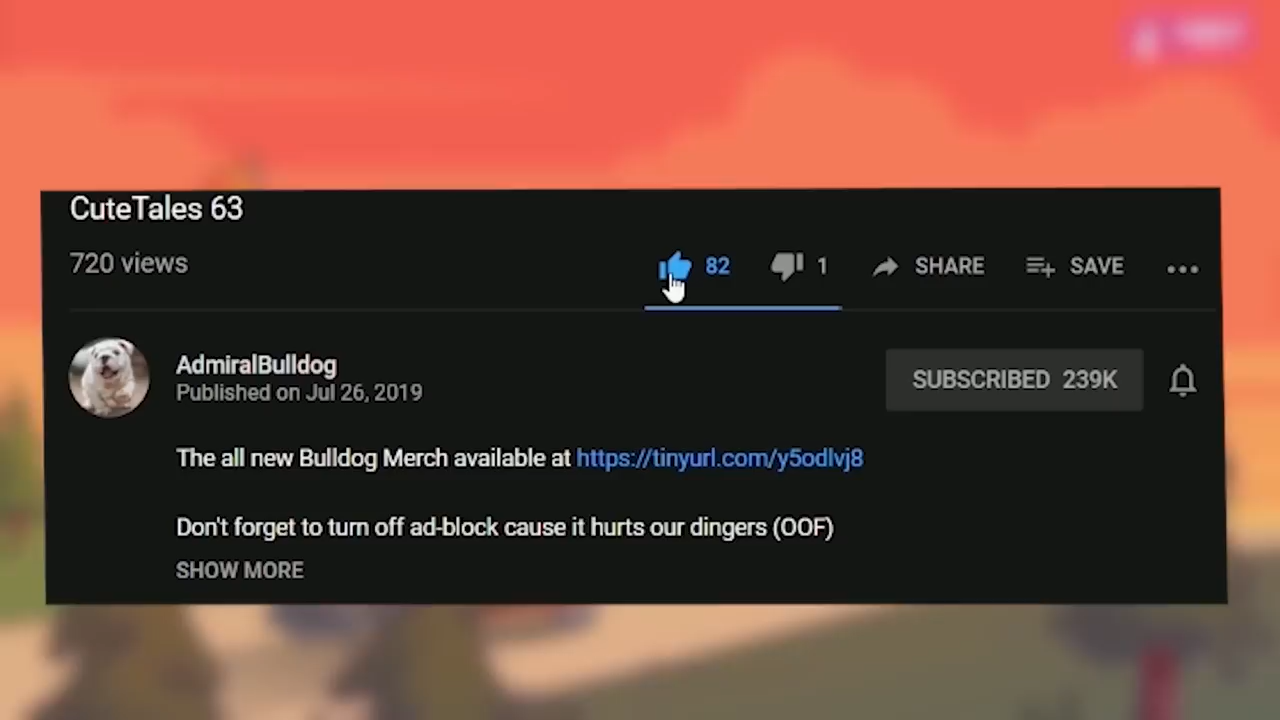 CuteTales 63
720 views
82 1 SHARE SAVE
AdmiralBulldog
Published on Jul 26, 2019
SUBSCRIBED 239K
The all new Bulldog Merch available at https://tinyurl.com/y5odlvj8
Don't forget to turn off ad-block cause it hurts our dingers (OOF)
SHOW MORE